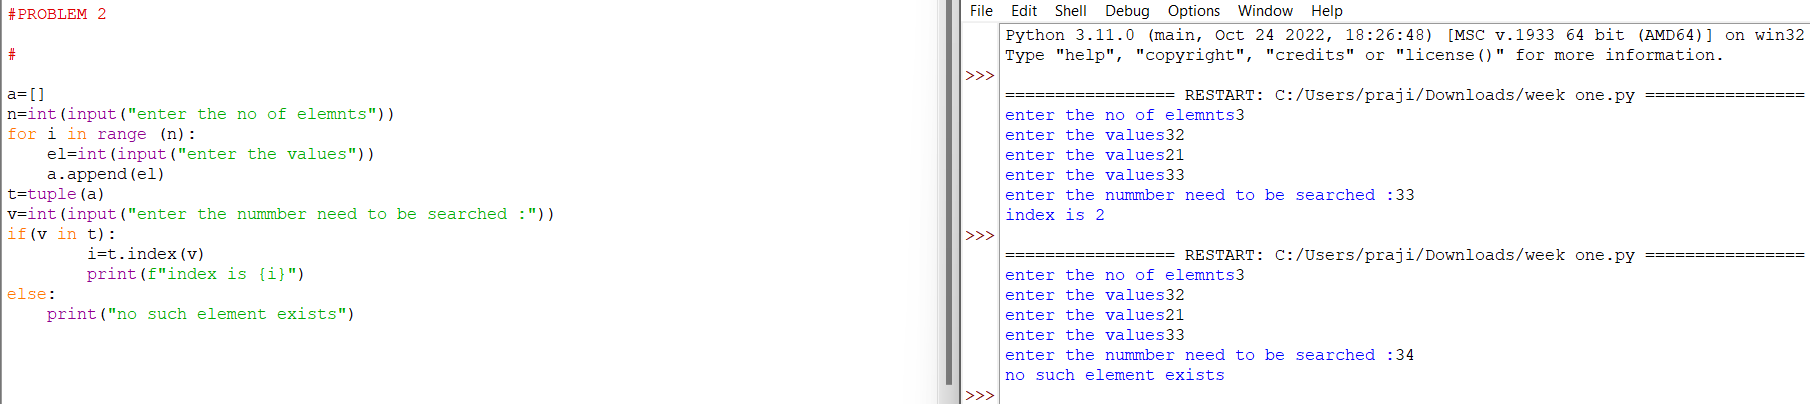 #PROBLEM 2
#
a=[]
n=int(input("enter the no of elemnts"))
for i in range (n):
    el=int(input("enter the values"))
    a.append(el)
t=tuple(a)
v=int(input("enter the nummber need to be searched :"))
if(v in t):
        i=t.index(v)
        print(f"index is {i}")
else:
    print("no such element exists")
File Edit Shell Debug Options Window Help
Python 3.11.0 (main, Oct 24 2022, 18:26:48) [MSC v.1933 64 bit (AMD64)] on win32
Type "help", "copyright", "credits" or "license()" for more information.
>>>
================= RESTART: C:/Users/praji/Downloads/week one.py ================
enter the no of elemnts3
enter the values32
enter the values21
enter the values33
enter the nummber need to be searched :33
index is 2
>>>
================= RESTART: C:/Users/praji/Downloads/week one.py ================
enter the no of elemnts3
enter the values32
enter the values21
enter the values33
enter the nummber need to be searched :34
no such element exists
>>>